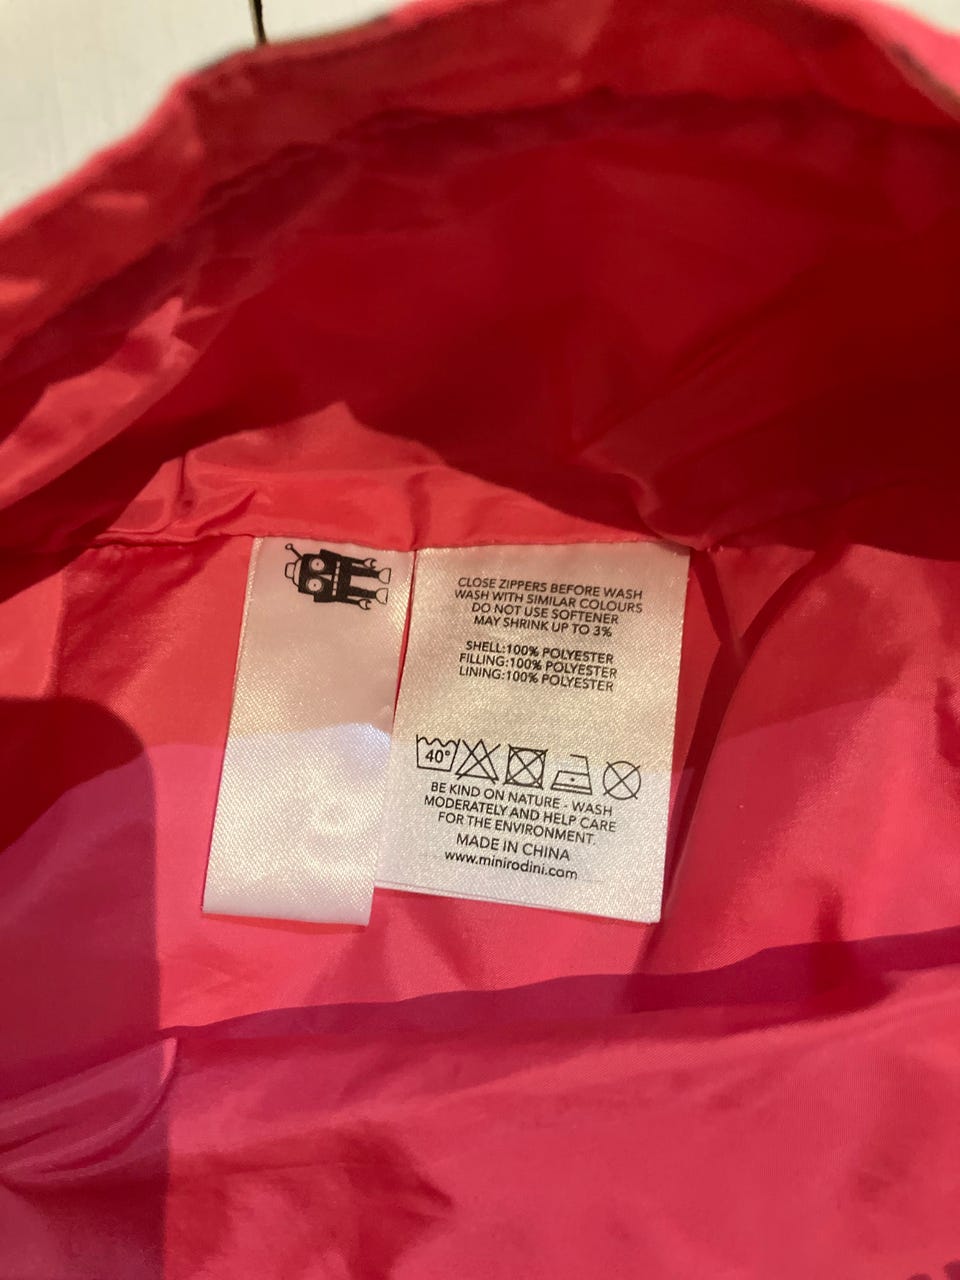 CLOSE ZIPPERS BEFORE WASH
WASH WITH SIMILAR COLOURS
DO NOT USE SOFTENER
MAY SHRINK UP TO 3%
SHELL:100% POLYESTER
FILLING:100% POLYESTER
LINING:100% POLYESTER
40°
BE KIND ON NATURE - WASH
MODERATELY AND HELP CARE
FOR THE ENVIRONMENT.
MADE IN CHINA
www.minirodini.com